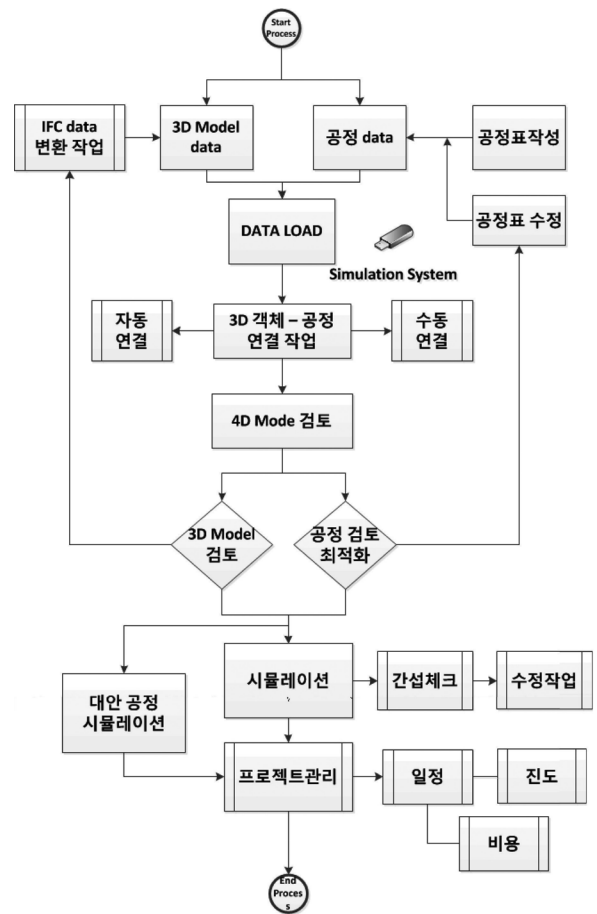 Start
Process
IFC data
변환 작업
3D Model
data
공정 data
공정표작성
DATA LOAD
공정표 수정
Simulation System
자동
연결
3D 객체 – 공정
연결 작업
수동
연결
4D Mode 검토
3D Model
검토
공정 검토
최적화
대안 공정
시뮬레이션
시뮬레이션
간섭체크
수정작업
프로젝트관리
일정
진도
비용
End
Proces
s